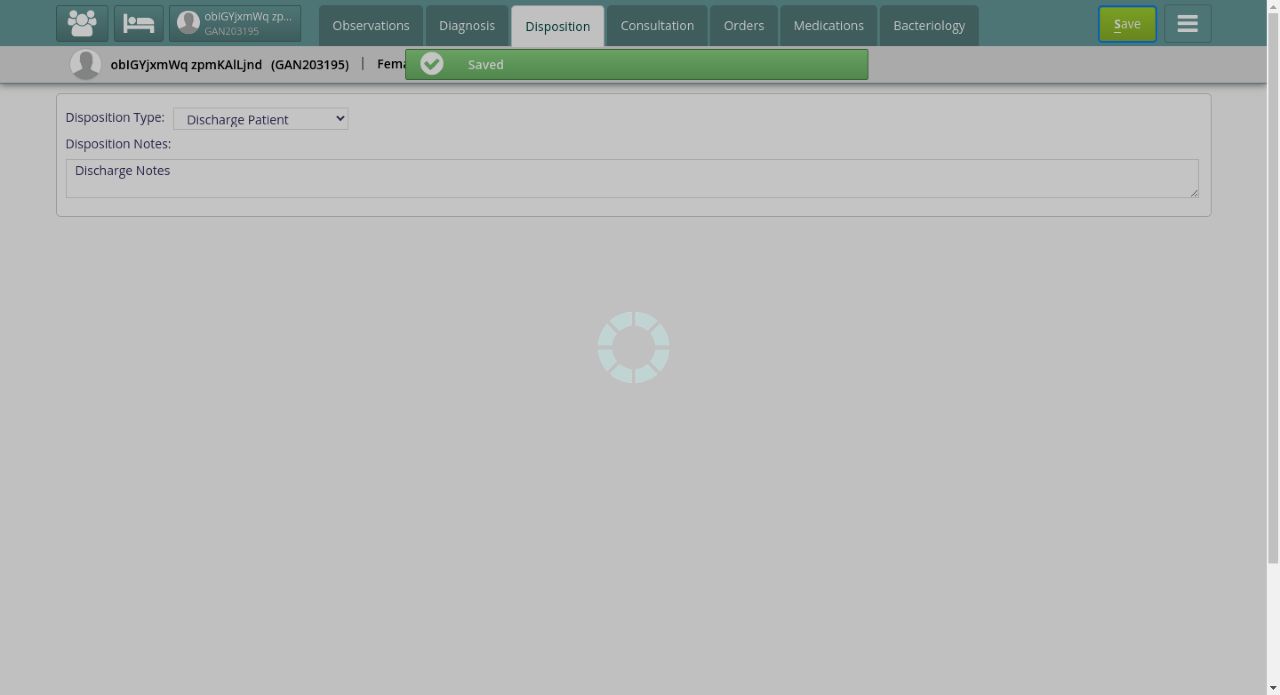 obIGYjxmWq zp...
GAN203195
Observations
Diagnosis
Disposition
Consultation
Orders
Medications
Bacteriology
Save
obIGYjxmWq zpmKAlLjnd (GAN203195) | Fema
Saved
Disposition Type: Discharge Patient
Disposition Notes:
Discharge Notes